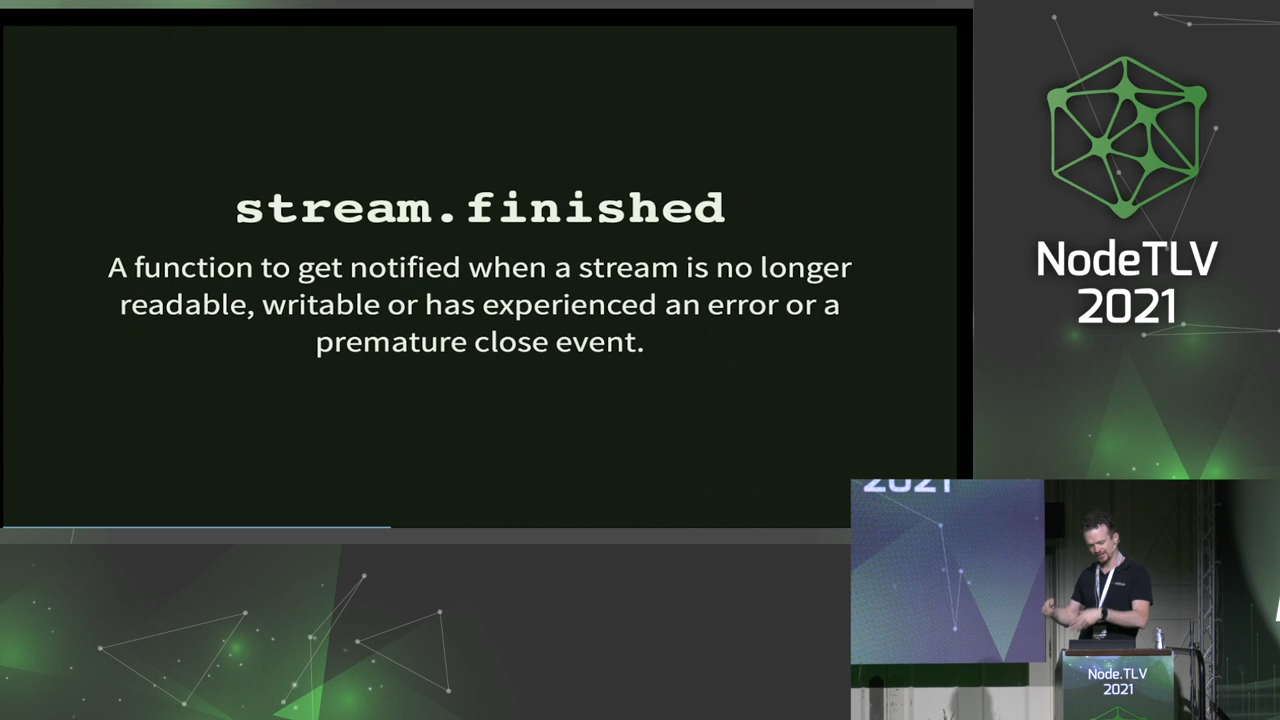 stream.finished
A function to get notified when a stream is no longer
readable, writable or has experienced an error or a
premature close event.
NodeTLV
2021
2021
Node.TLV
2021